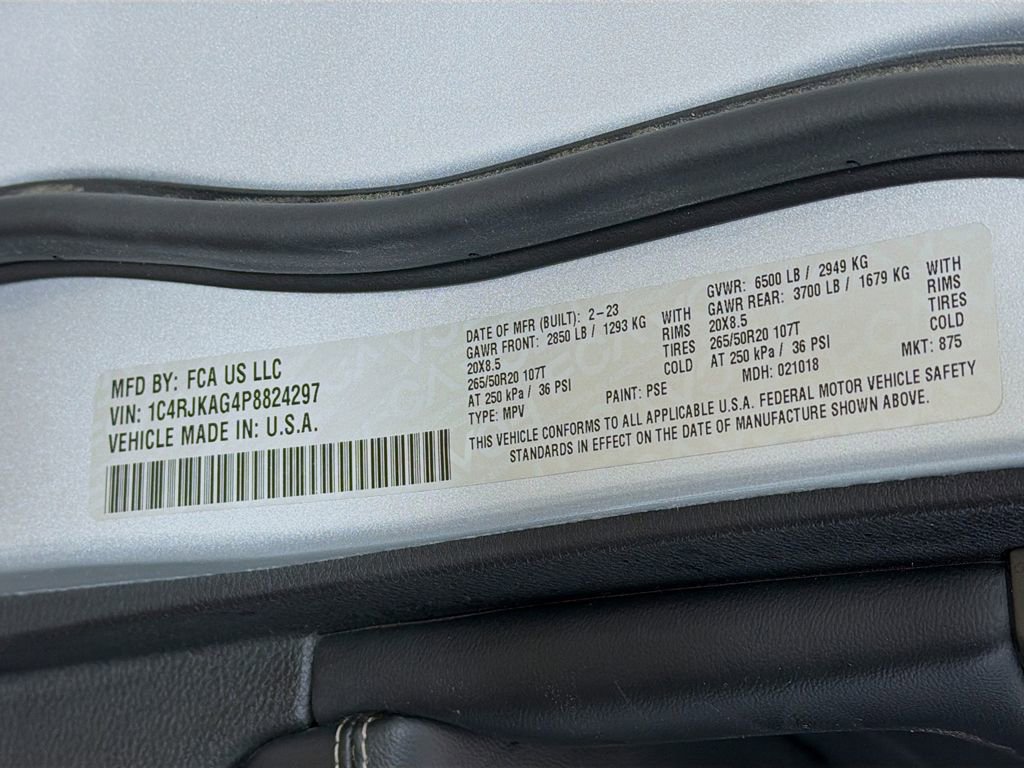 MFD BY: FCA US LLC
VIN: 1C4RJKAG4P8824297
VEHICLE MADE IN: U.S.A.
DATE OF MFR (BUILT): 2-23
GAWR FRONT: 2850 LB / 1293 KG WITH
20X8.5 RIMS
265/50R20 107T TIRES
AT 250 kPa / 36 PSI COLD
TYPE: MPV PAINT: PSE
GVWR: 6500 LB / 2949 KG
GAWR REAR: 3700 LB / 1679 KG WITH
20X8.5 RIMS
265/50R20 107T TIRES
AT 250 kPa / 36 PSI COLD
MDH: 021018 MKT: 875
THIS VEHICLE CONFORMS TO ALL APPLICABLE U.S.A. FEDERAL MOTOR VEHICLE SAFETY
STANDARDS IN EFFECT ON THE DATE OF MANUFACTURE SHOWN ABOVE.